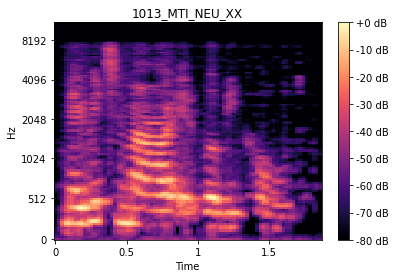 1013_MTI_NEU_XX
8192
4096
2048
1024
512
0
Hz
0
0.5
1
1.5
Time
+0 dB
-10 dB
-20 dB
-30 dB
-40 dB
-50 dB
-60 dB
-70 dB
-80 dB